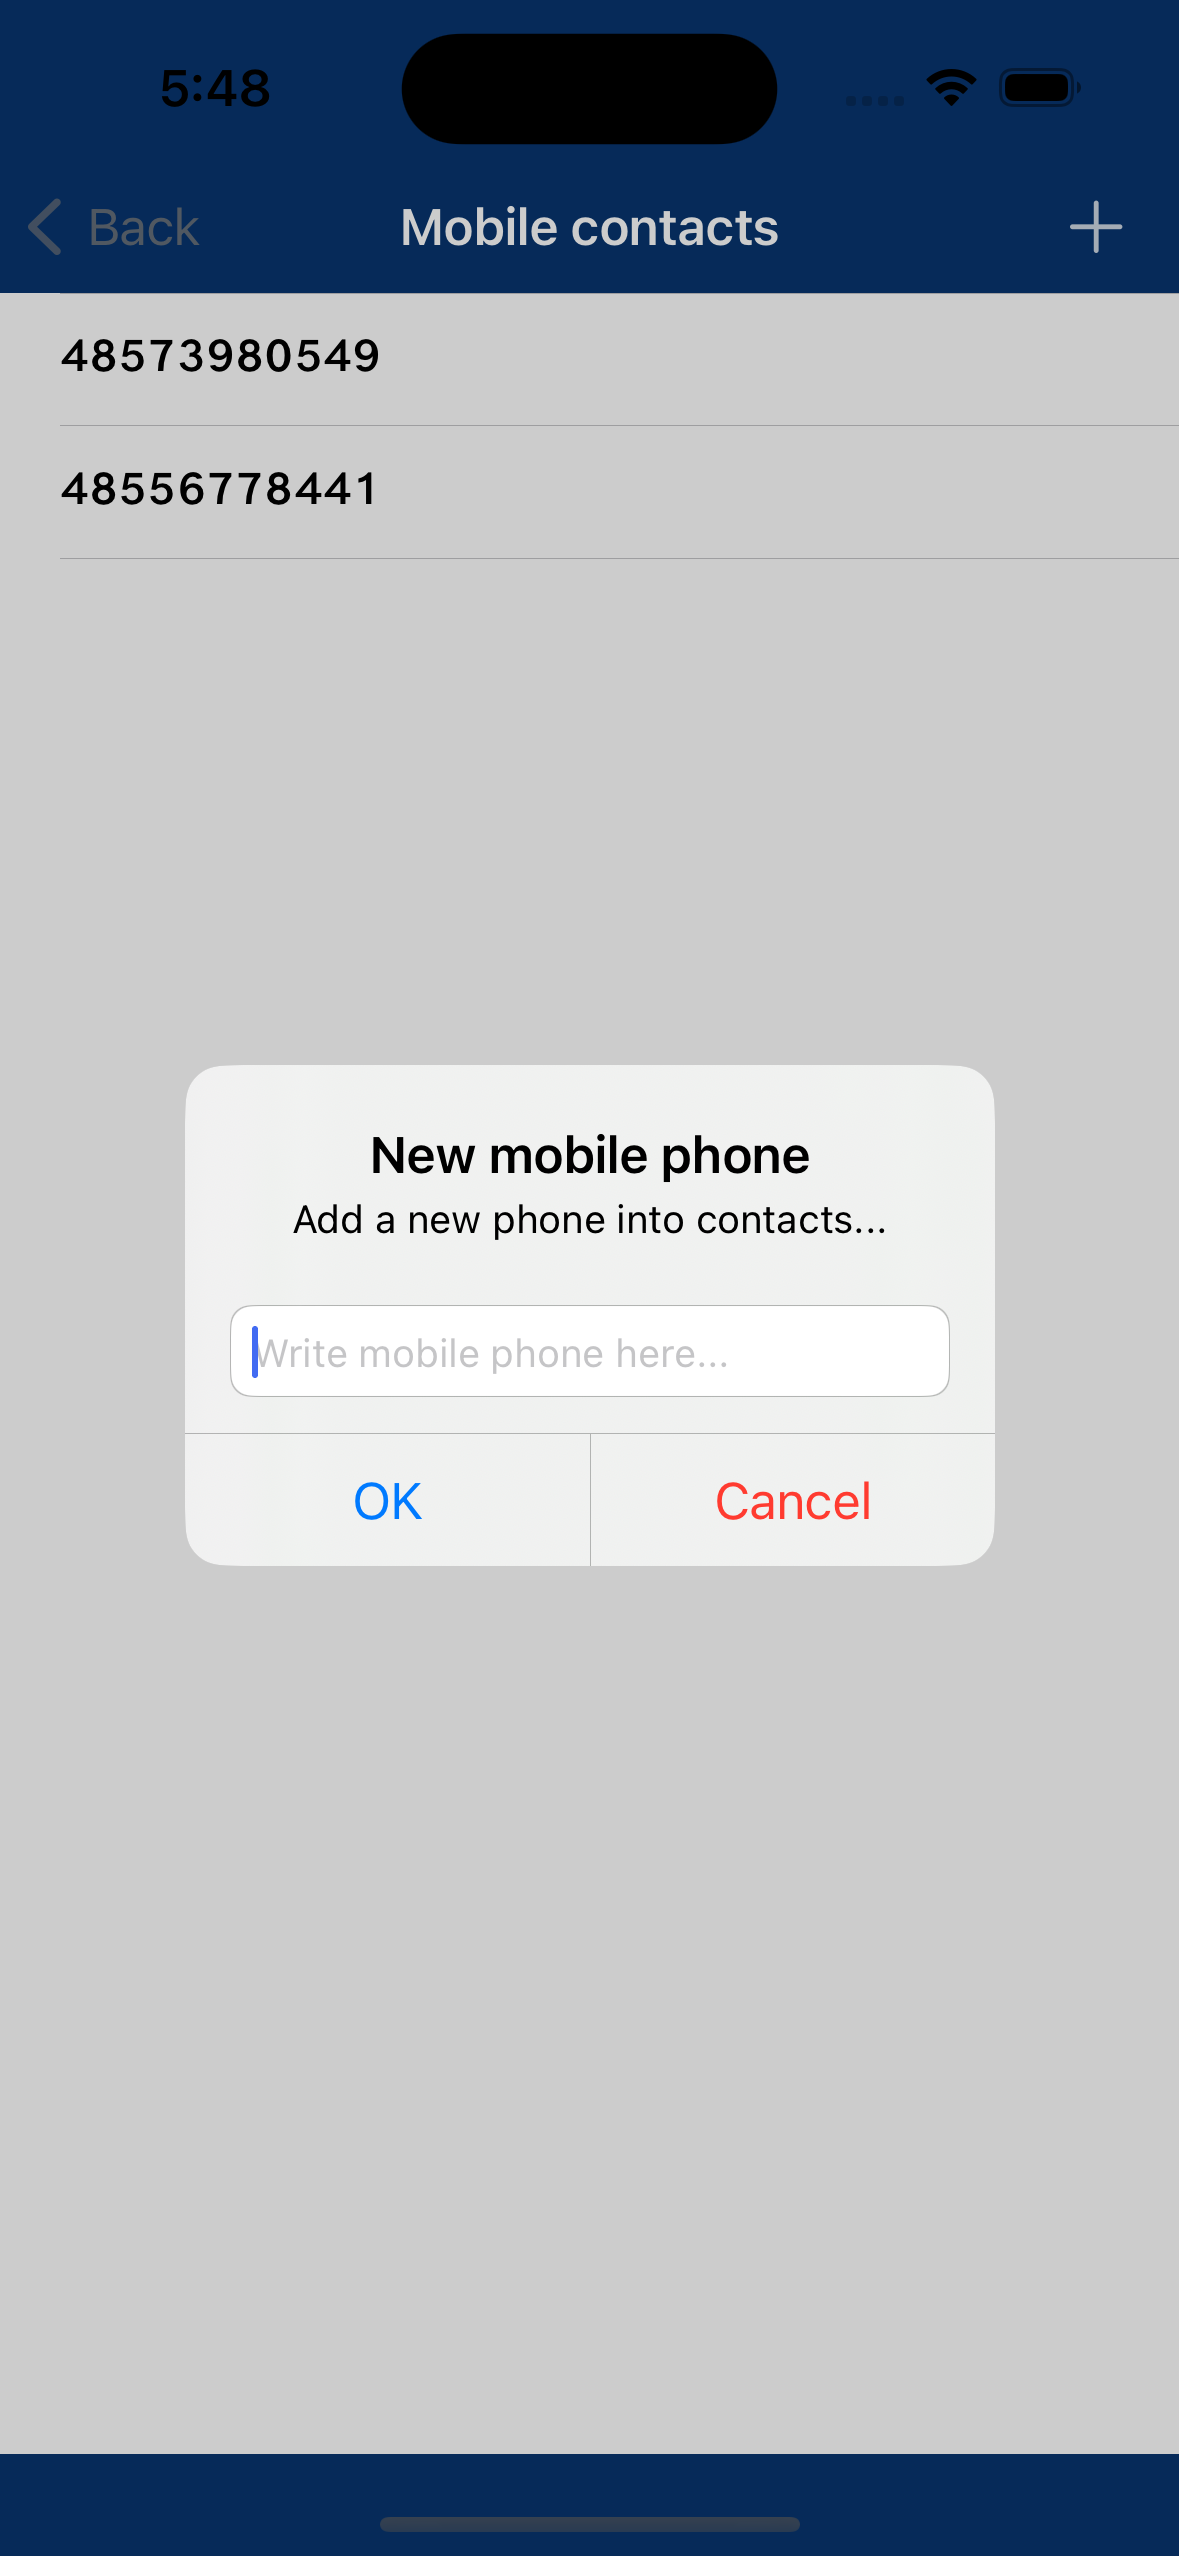 5:48
Back
Mobile contacts
48573980549
48556778441
New mobile phone
Add a new phone into contacts...
Write mobile phone here...
OK
Cancel